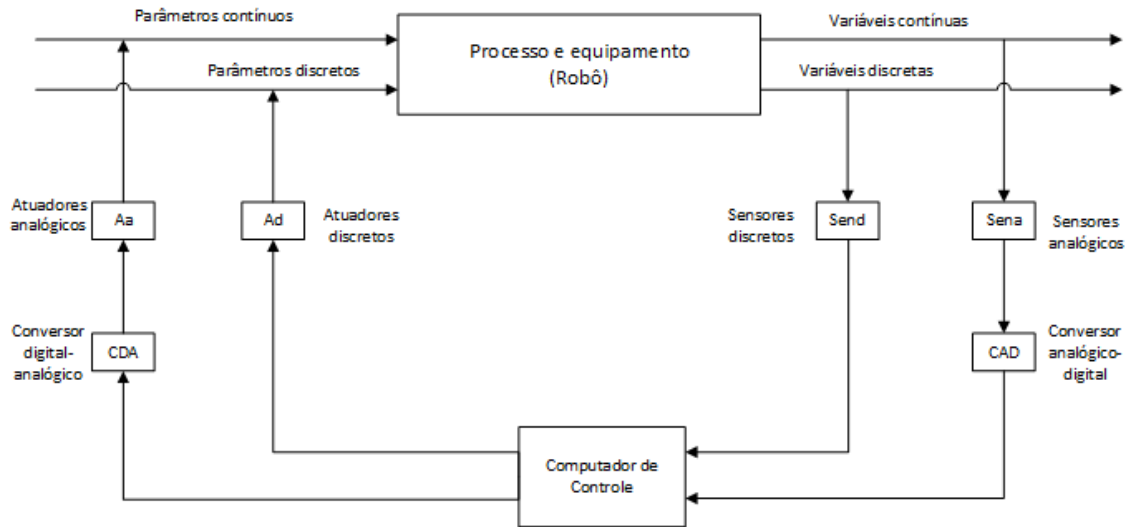 Parâmetros contínuos
Variáveis contínuas
Processo e equipamento
(Robô)
Parâmetros discretos
Variáveis discretas
Atuadores
analógicos
Aa
Ad
Atuadores
discretos
Sensores
discretos
Send
Sena
Sensores
analógicos
Conversor
digital-
analógico
CDA
CAD
Conversor
analógico-
digital
Computador de
Controle